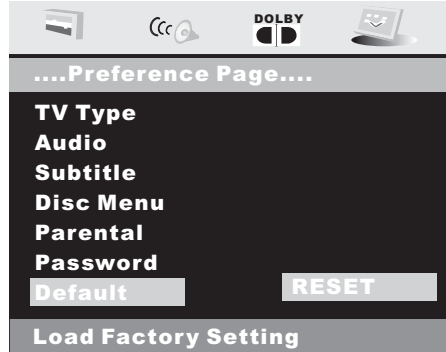 DOLBY
....Preference Page....
TV Type
Audio
Subtitle
Disc Menu
Parental
Password
Default RESET
Load Factory Setting